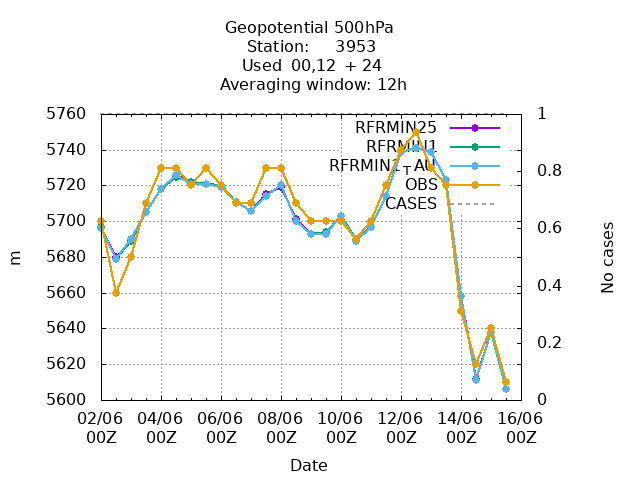 Geopotential 500hPa
Station: 3953
Used 00,12 + 24
Averaging window: 12h
5760
5740
5720
5700
5680
5660
5640
5620
5600
1
0.8
0.6
0.4
0.2
0
RFRMIN25
RFRMINI1
RFRMIN1_T_ALL
OBS
CASES
m
No cases
02/06 04/06 06/06 08/06 10/06 12/06 14/06 16/06
00Z 00Z 00Z 00Z 00Z 00Z 00Z 00Z
Date